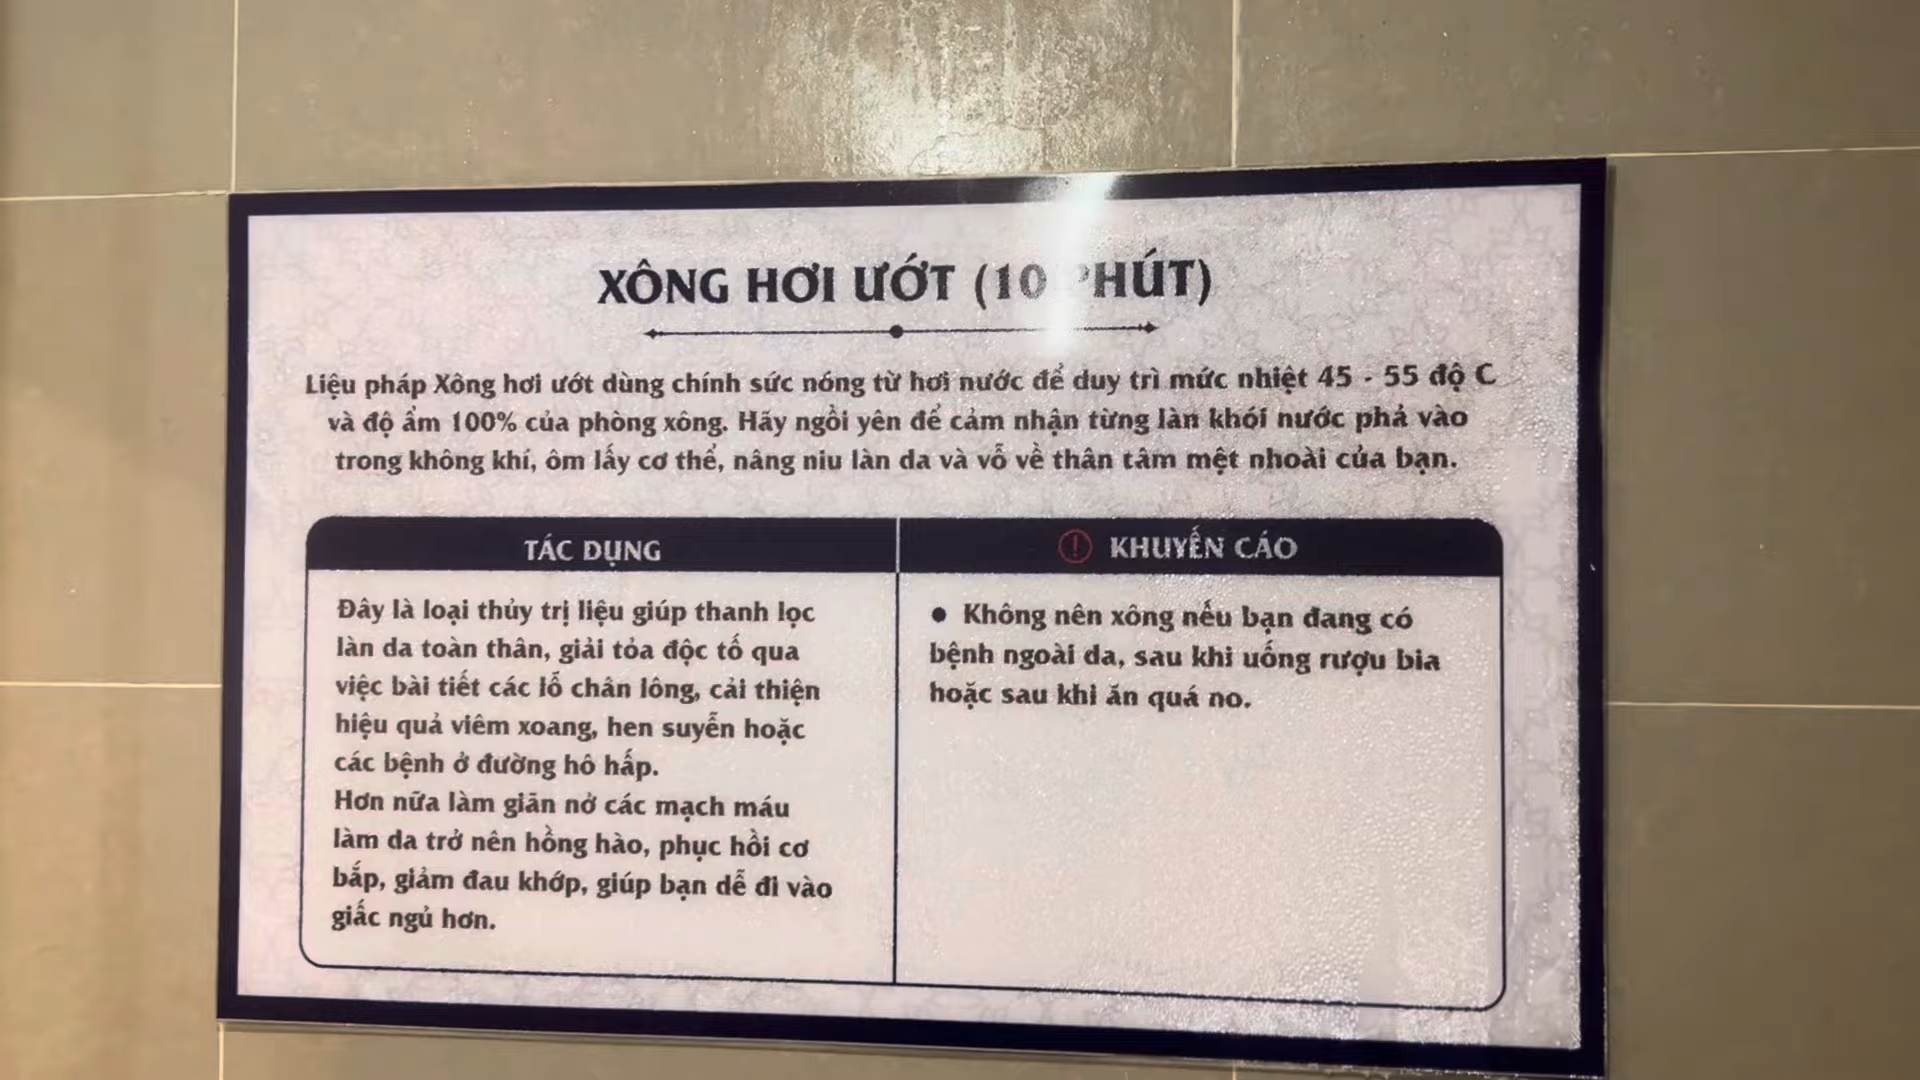 XÔNG HƠI ƯỚT (10 PHÚT)
Liệu pháp Xông hơi ướt dùng chính sức nóng từ hơi nước để duy trì mức nhiệt 45 - 55 độ C
và độ ẩm 100% của phòng xông. Hãy ngồi yên để cảm nhận từng làn khói nước phả vào
trong không khí, ôm lấy cơ thể, nâng niu làn da và vỗ về thân tâm mệt nhoài của bạn.
TÁC DỤNG
Đây là loại thủy trị liệu giúp thanh lọc
làn da toàn thân, giải tỏa độc tố qua
việc bài tiết các lỗ chân lông, cải thiện
hiệu quả viêm xoang, hen suyễn hoặc
các bệnh ở đường hô hấp.
Hơn nữa làm giãn nở các mạch máu
làm da trở nên hồng hào, phục hồi cơ
bắp, giảm đau khớp, giúp bạn dễ đi vào
giấc ngủ hơn.
KHUYẾN CÁO
• Không nên xông nếu bạn đang có
bệnh ngoài da, sau khi uống rượu bia
hoặc sau khi ăn quá no.